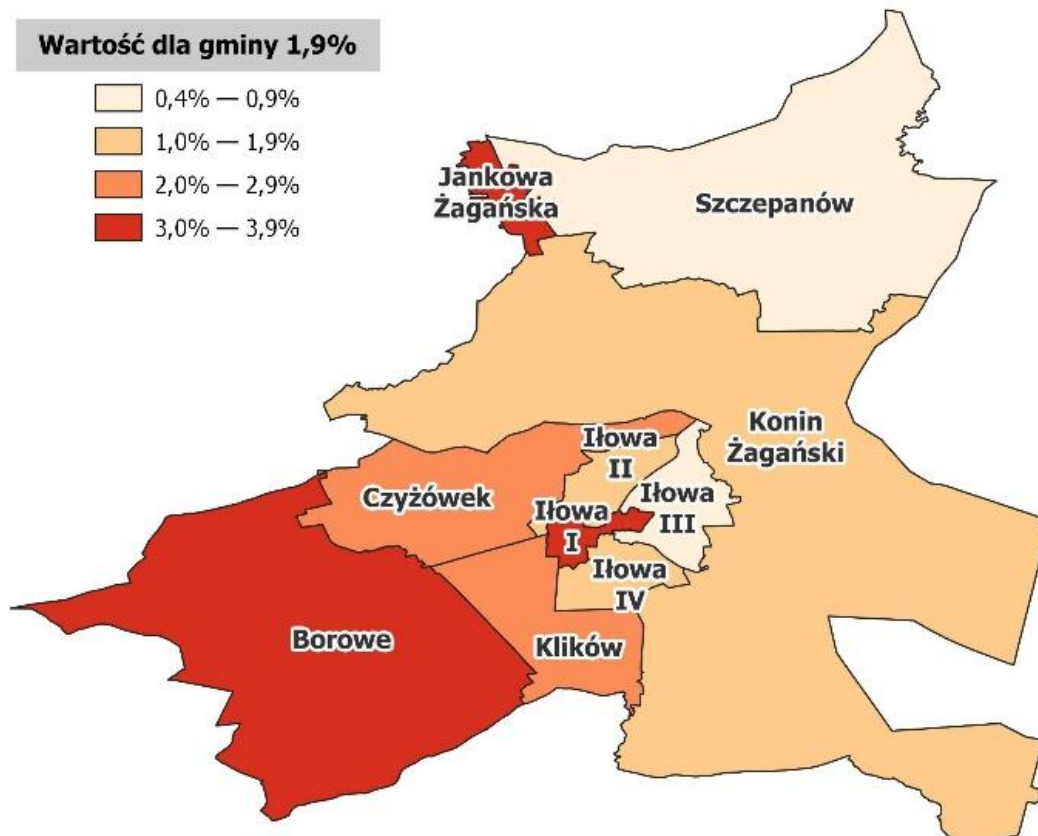 Wartość dla gminy 1,9%
0,4% — 0,9%
1,0% — 1,9%
2,0% — 2,9%
3,0% — 3,9%
Jankowa
Żagańska
Szczepanów
Konin
Żagański
Iłowa
II
Czyżówek
Iłowa
III
Iłowa
I
Iłowa
IV
Borowe
Klików